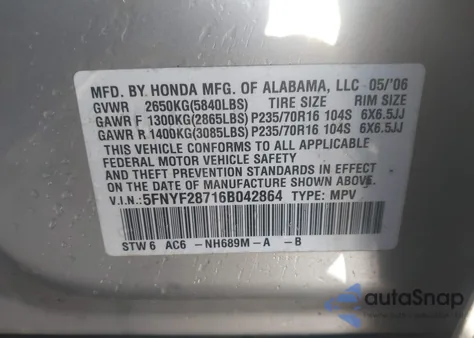 MFD. BY HONDA MFG. OF ALABAMA, LLC 05/'06
GVWR 2650KG(5840LBS) TIRE SIZE RIM SIZE
GAWR F 1300KG(2865LBS) P235/70R16 104S 6X6.5JJ
GAWR R 1400KG(3085LBS) P235/70R16 104S 6X6.5JJ
THIS VEHICLE CONFORMS TO ALL APPLICABLE
FEDERAL MOTOR VEHICLE SAFETY
AND THEFT PREVENTION STANDARDS IN EFFECT
ON THE DATE OF MANUFACTURE SHOWN ABOVE.
V.I.N.: 5FNYF28716B042864 TYPE: MPV
STW 6 AC6 -NH689M-A -B
autoSnap